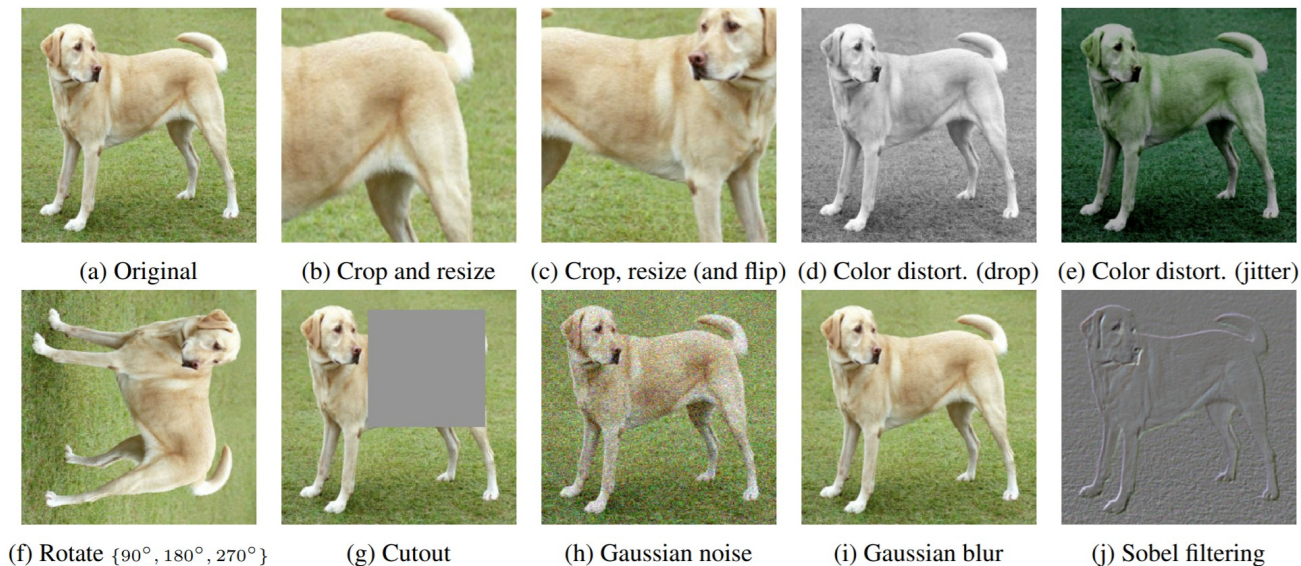 (a) Original
(b) Crop and resize
(c) Crop, resize (and flip)
(d) Color distort. (drop)
(e) Color distort. (jitter)
(f) Rotate {90°, 180°, 270°}
(g) Cutout
(h) Gaussian noise
(i) Gaussian blur
(j) Sobel filtering